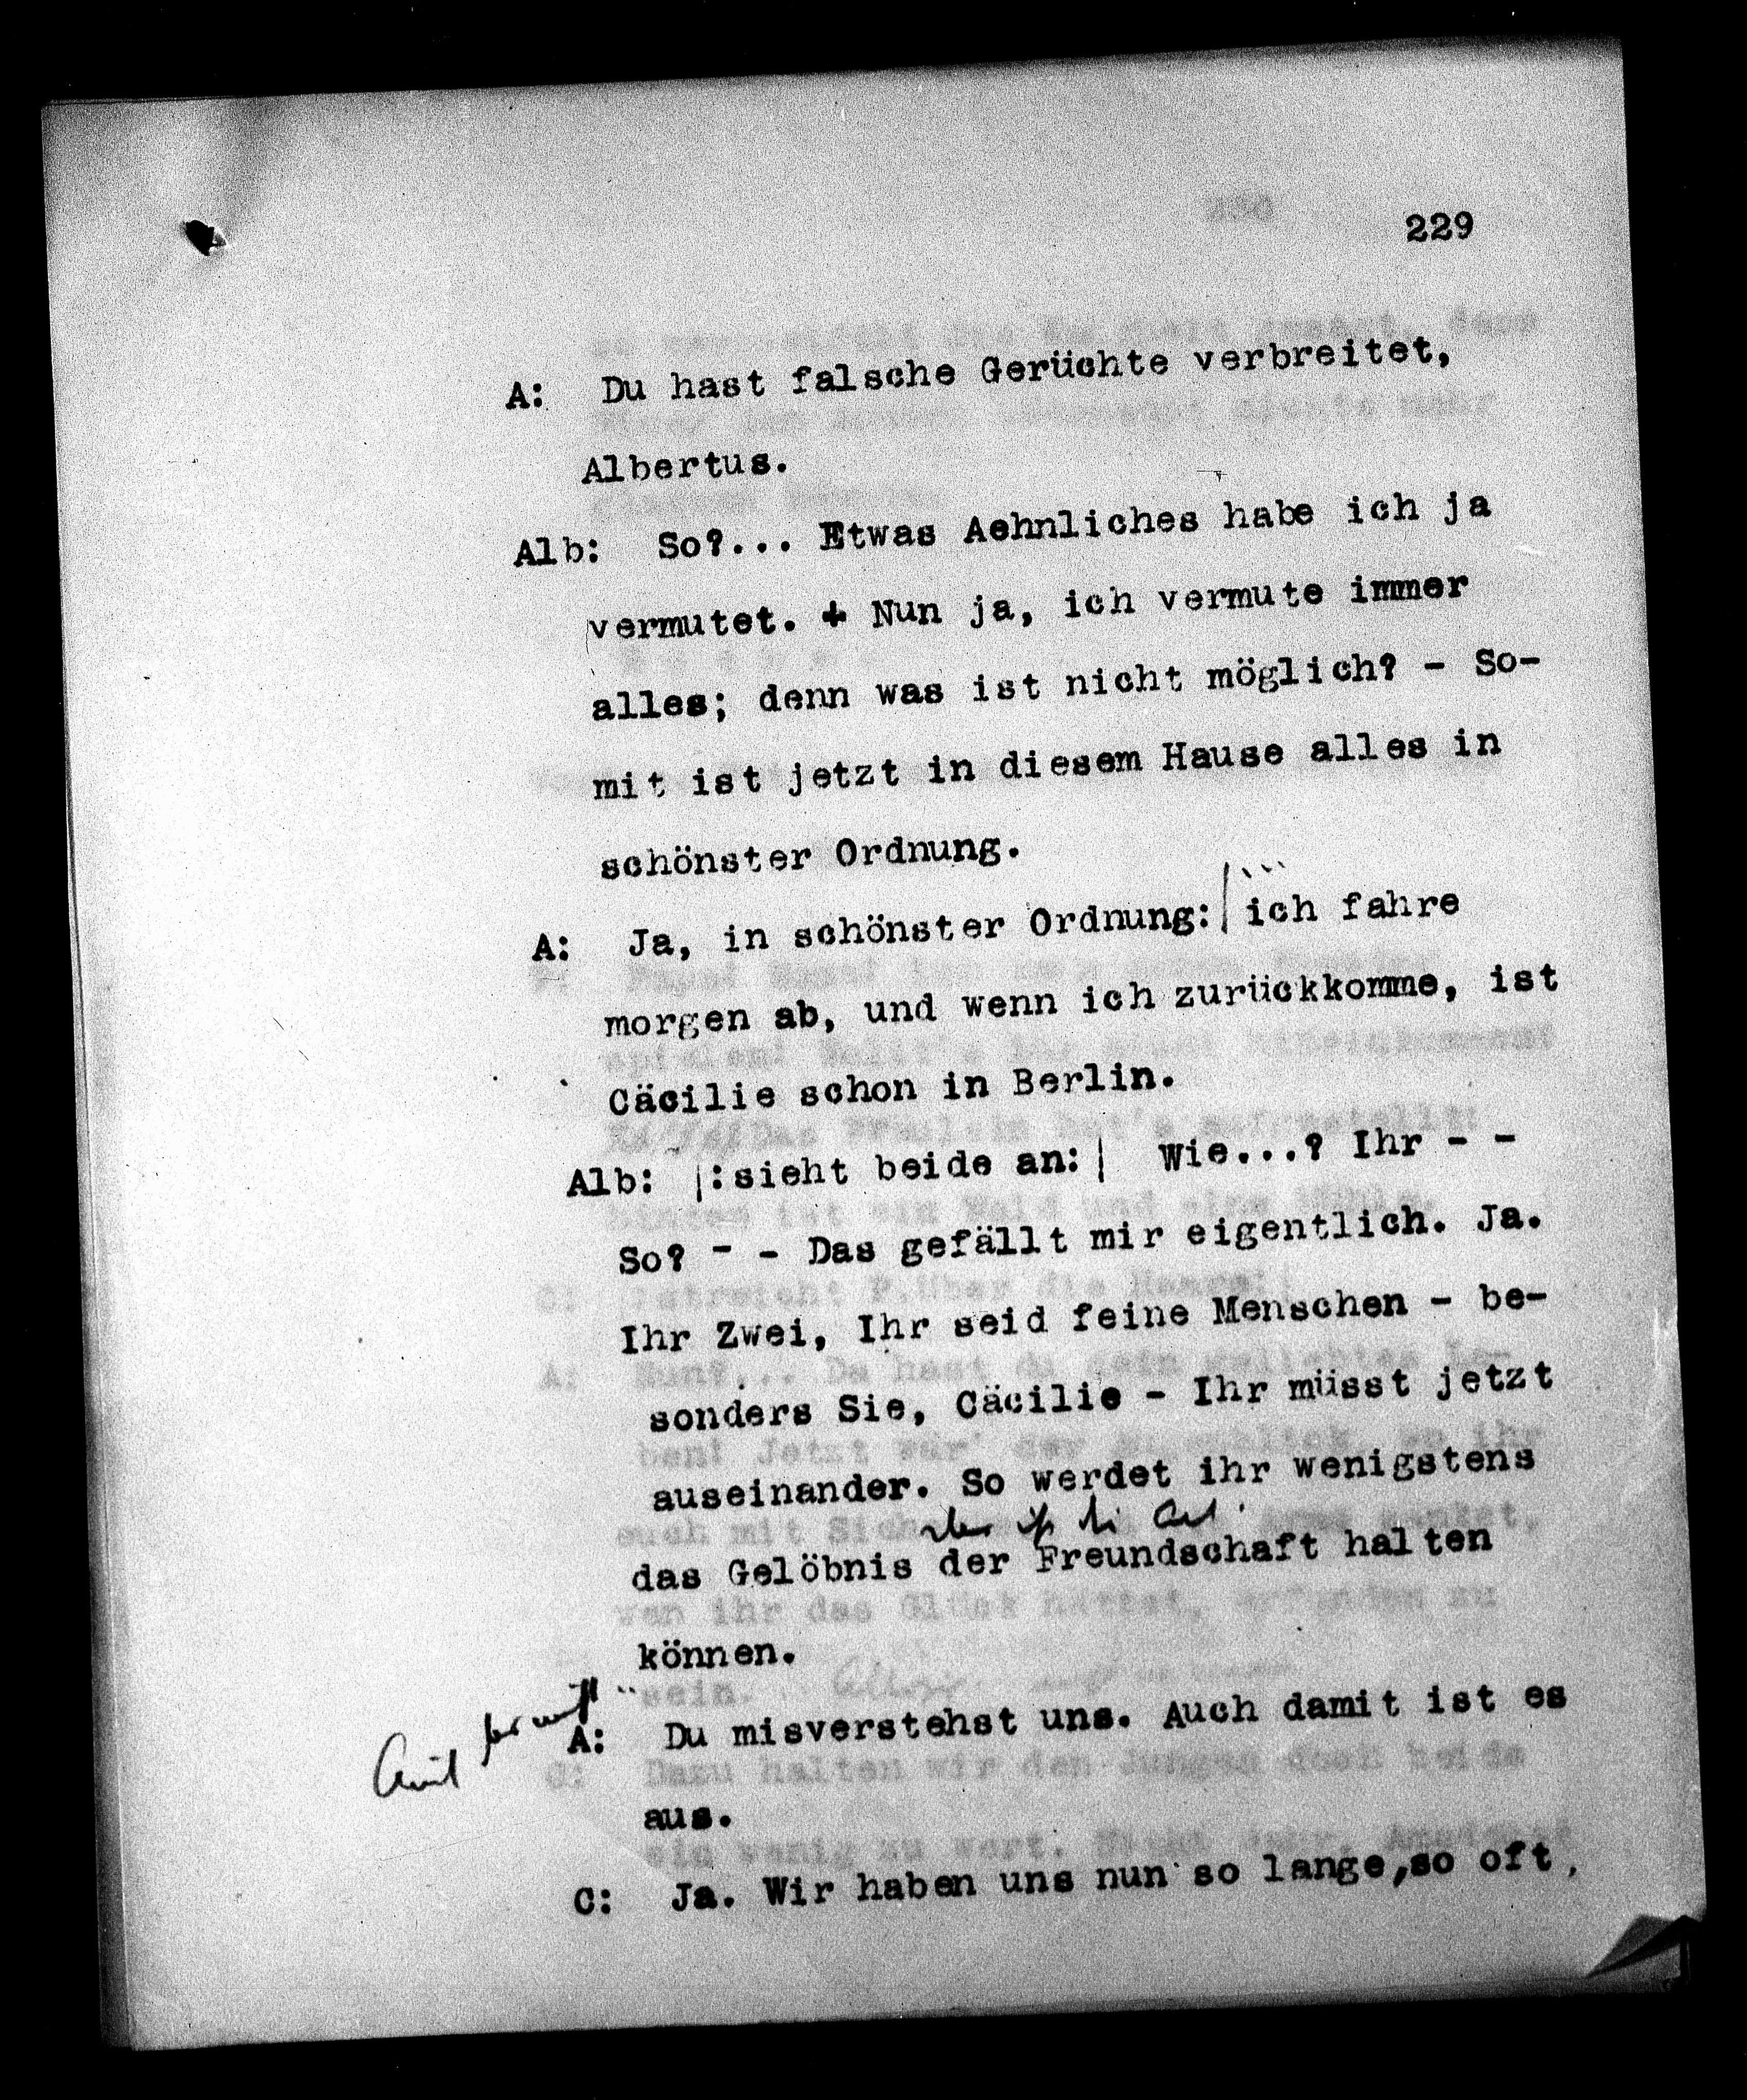 229
A: Du hast falsche Gerüchte verbreitet,
Albertus.
Alb: So?... Etwas Aehnliches habe ich ja
vermutet. + Nun ja, ich vermute immer
alles; denn was ist nicht möglich? - So-
mit ist jetzt in diesem Hause alles in
schönster Ordnung.
A: Ja, in schönster Ordnung: ich fahre
morgen ab, und wenn ich zurückkomme, ist
Cäcilie schon in Berlin.
Alb: |:sieht beide an:| Wie...? Ihr - -
So? - - Das gefällt mir eigentlich. Ja.
Ihr Zwei, Ihr seid feine Menschen - be-
sonders Sie, Cäcilie - Ihr müsst jetzt
auseinander. So werdet ihr wenigstens
das Gelöbnis der Freundschaft halten
können.
A: Du misverstehst uns. Auch damit ist es
aus.
C: Ja. Wir haben uns nun so lange,so oft,